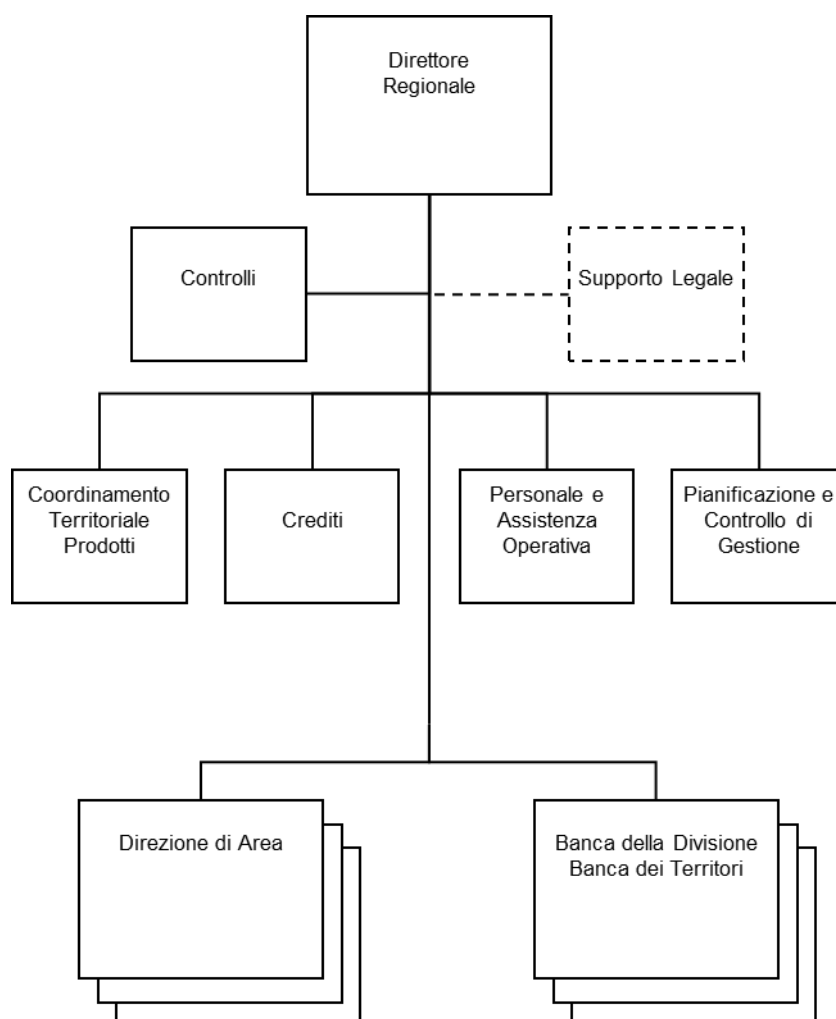 Direttore
Regionale
Controlli
Supporto Legale
Coordinamento
Territoriale
Prodotti
Crediti
Personale e
Assistenza
Operativa
Pianificazione e
Controllo di
Gestione
Direzione di Area
Banca della Divisione
Banca dei Territori